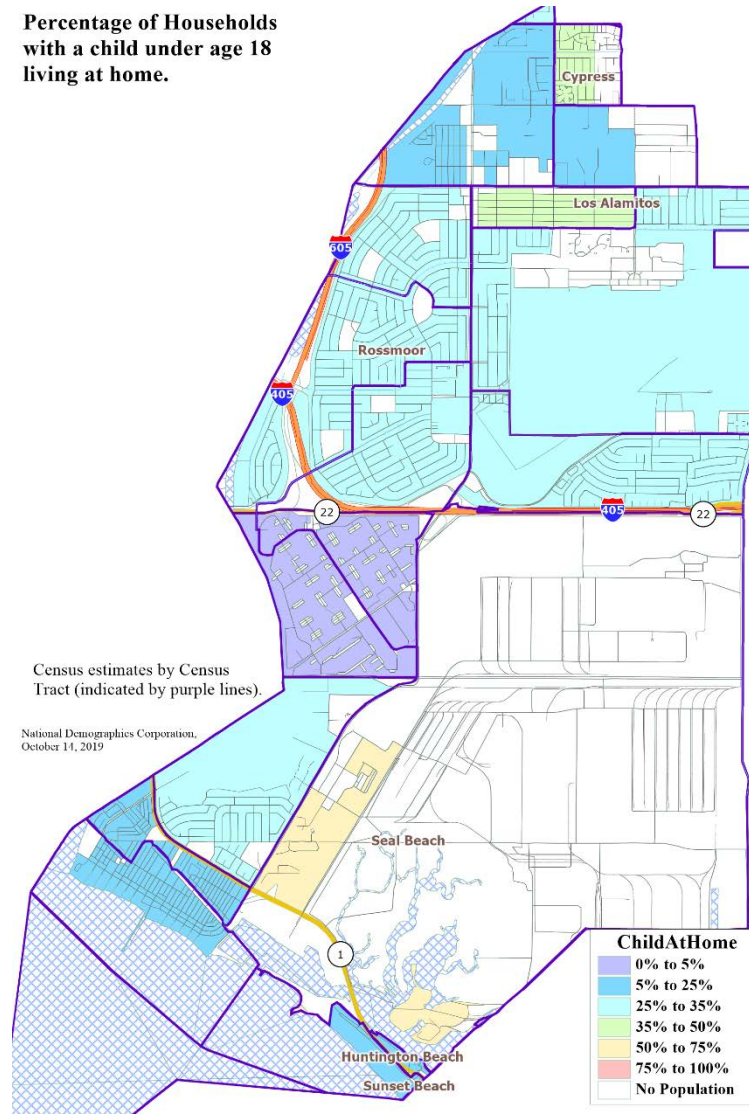 Percentage of Households
with a child under age 18
living at home.
Cypress
Los Alamitos
605
Rossmoor
405
22
405
22
Census estimates by Census
Tract (indicated by purple lines).
National Demographics Corporation,
October 14, 2019
Seal Beach
1
Huntington Beach
Sunset Beach
ChildAtHome
0% to 5%
5% to 25%
25% to 35%
35% to 50%
50% to 75%
75% to 100%
No Population